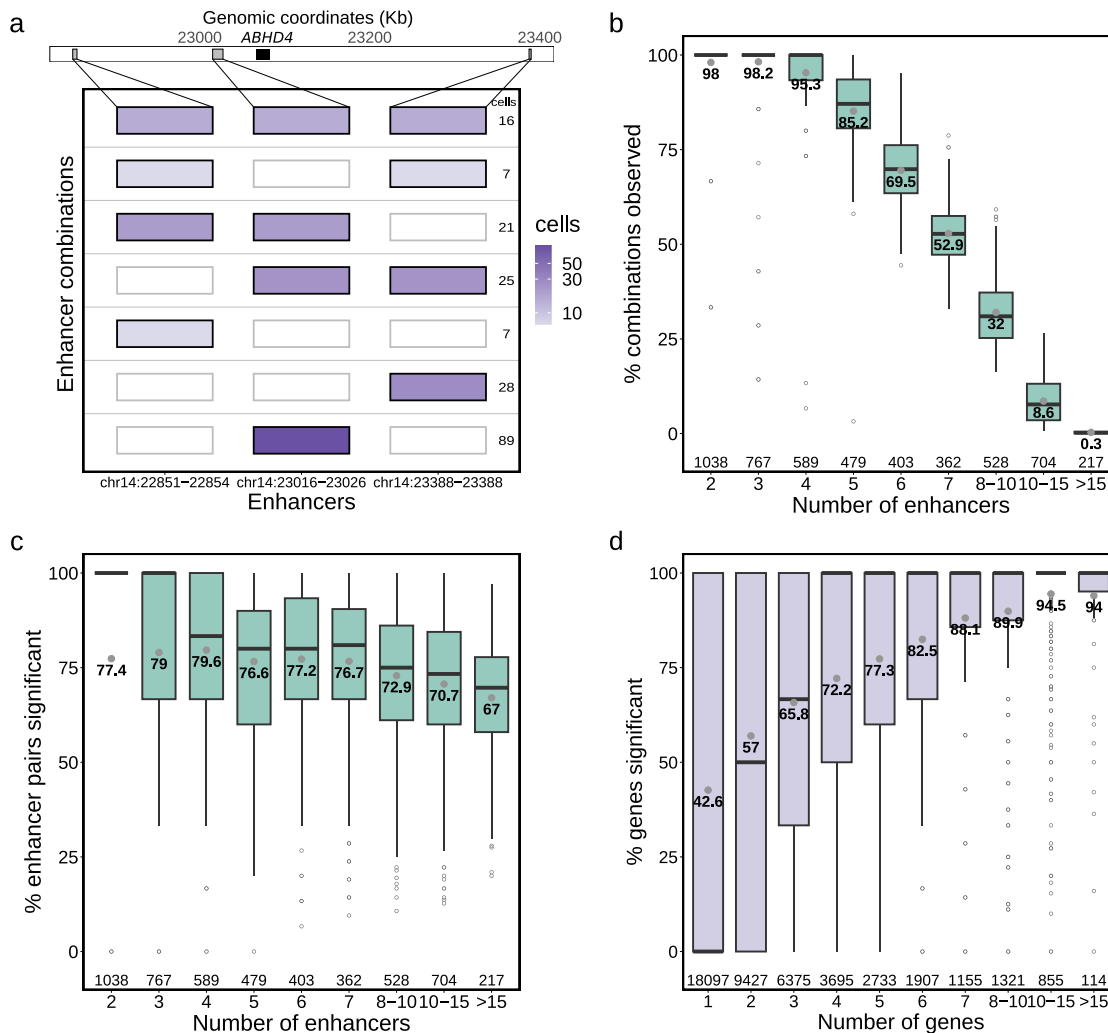 a
Genomic coordinates (Kb)
23000 ABHD4 23200 23400
Enhancer combinations
cells
16
7
21
25
7
28
89
chr14:22851−22854 chr14:23016−23026 chr14:23388−23388
Enhancers
cells
50
30
10
b
% combinations observed
100
75
50
25
0
98 98.2 95.3 85.2 69.5 52.9 32 8.6 0.3
1038 767 589 479 403 362 528 704 217
2 3 4 5 6 7 8−10 10−15 >15
Number of enhancers
c
% enhancer pairs significant
100
75
50
25
0
77.4 79 79.6 76.6 77.2 76.7 72.9 70.7 67
1038 767 589 479 403 362 528 704 217
2 3 4 5 6 7 8−10 10−15 >15
Number of enhancers
d
% genes significant
100
75
50
25
0
42.6 57 65.8 72.2 77.3 82.5 88.1 89.9 94.5 94
18097 9427 6375 3695 2733 1907 1155 1321 855 114
1 2 3 4 5 6 7 8−10 10−15 >15
Number of genes